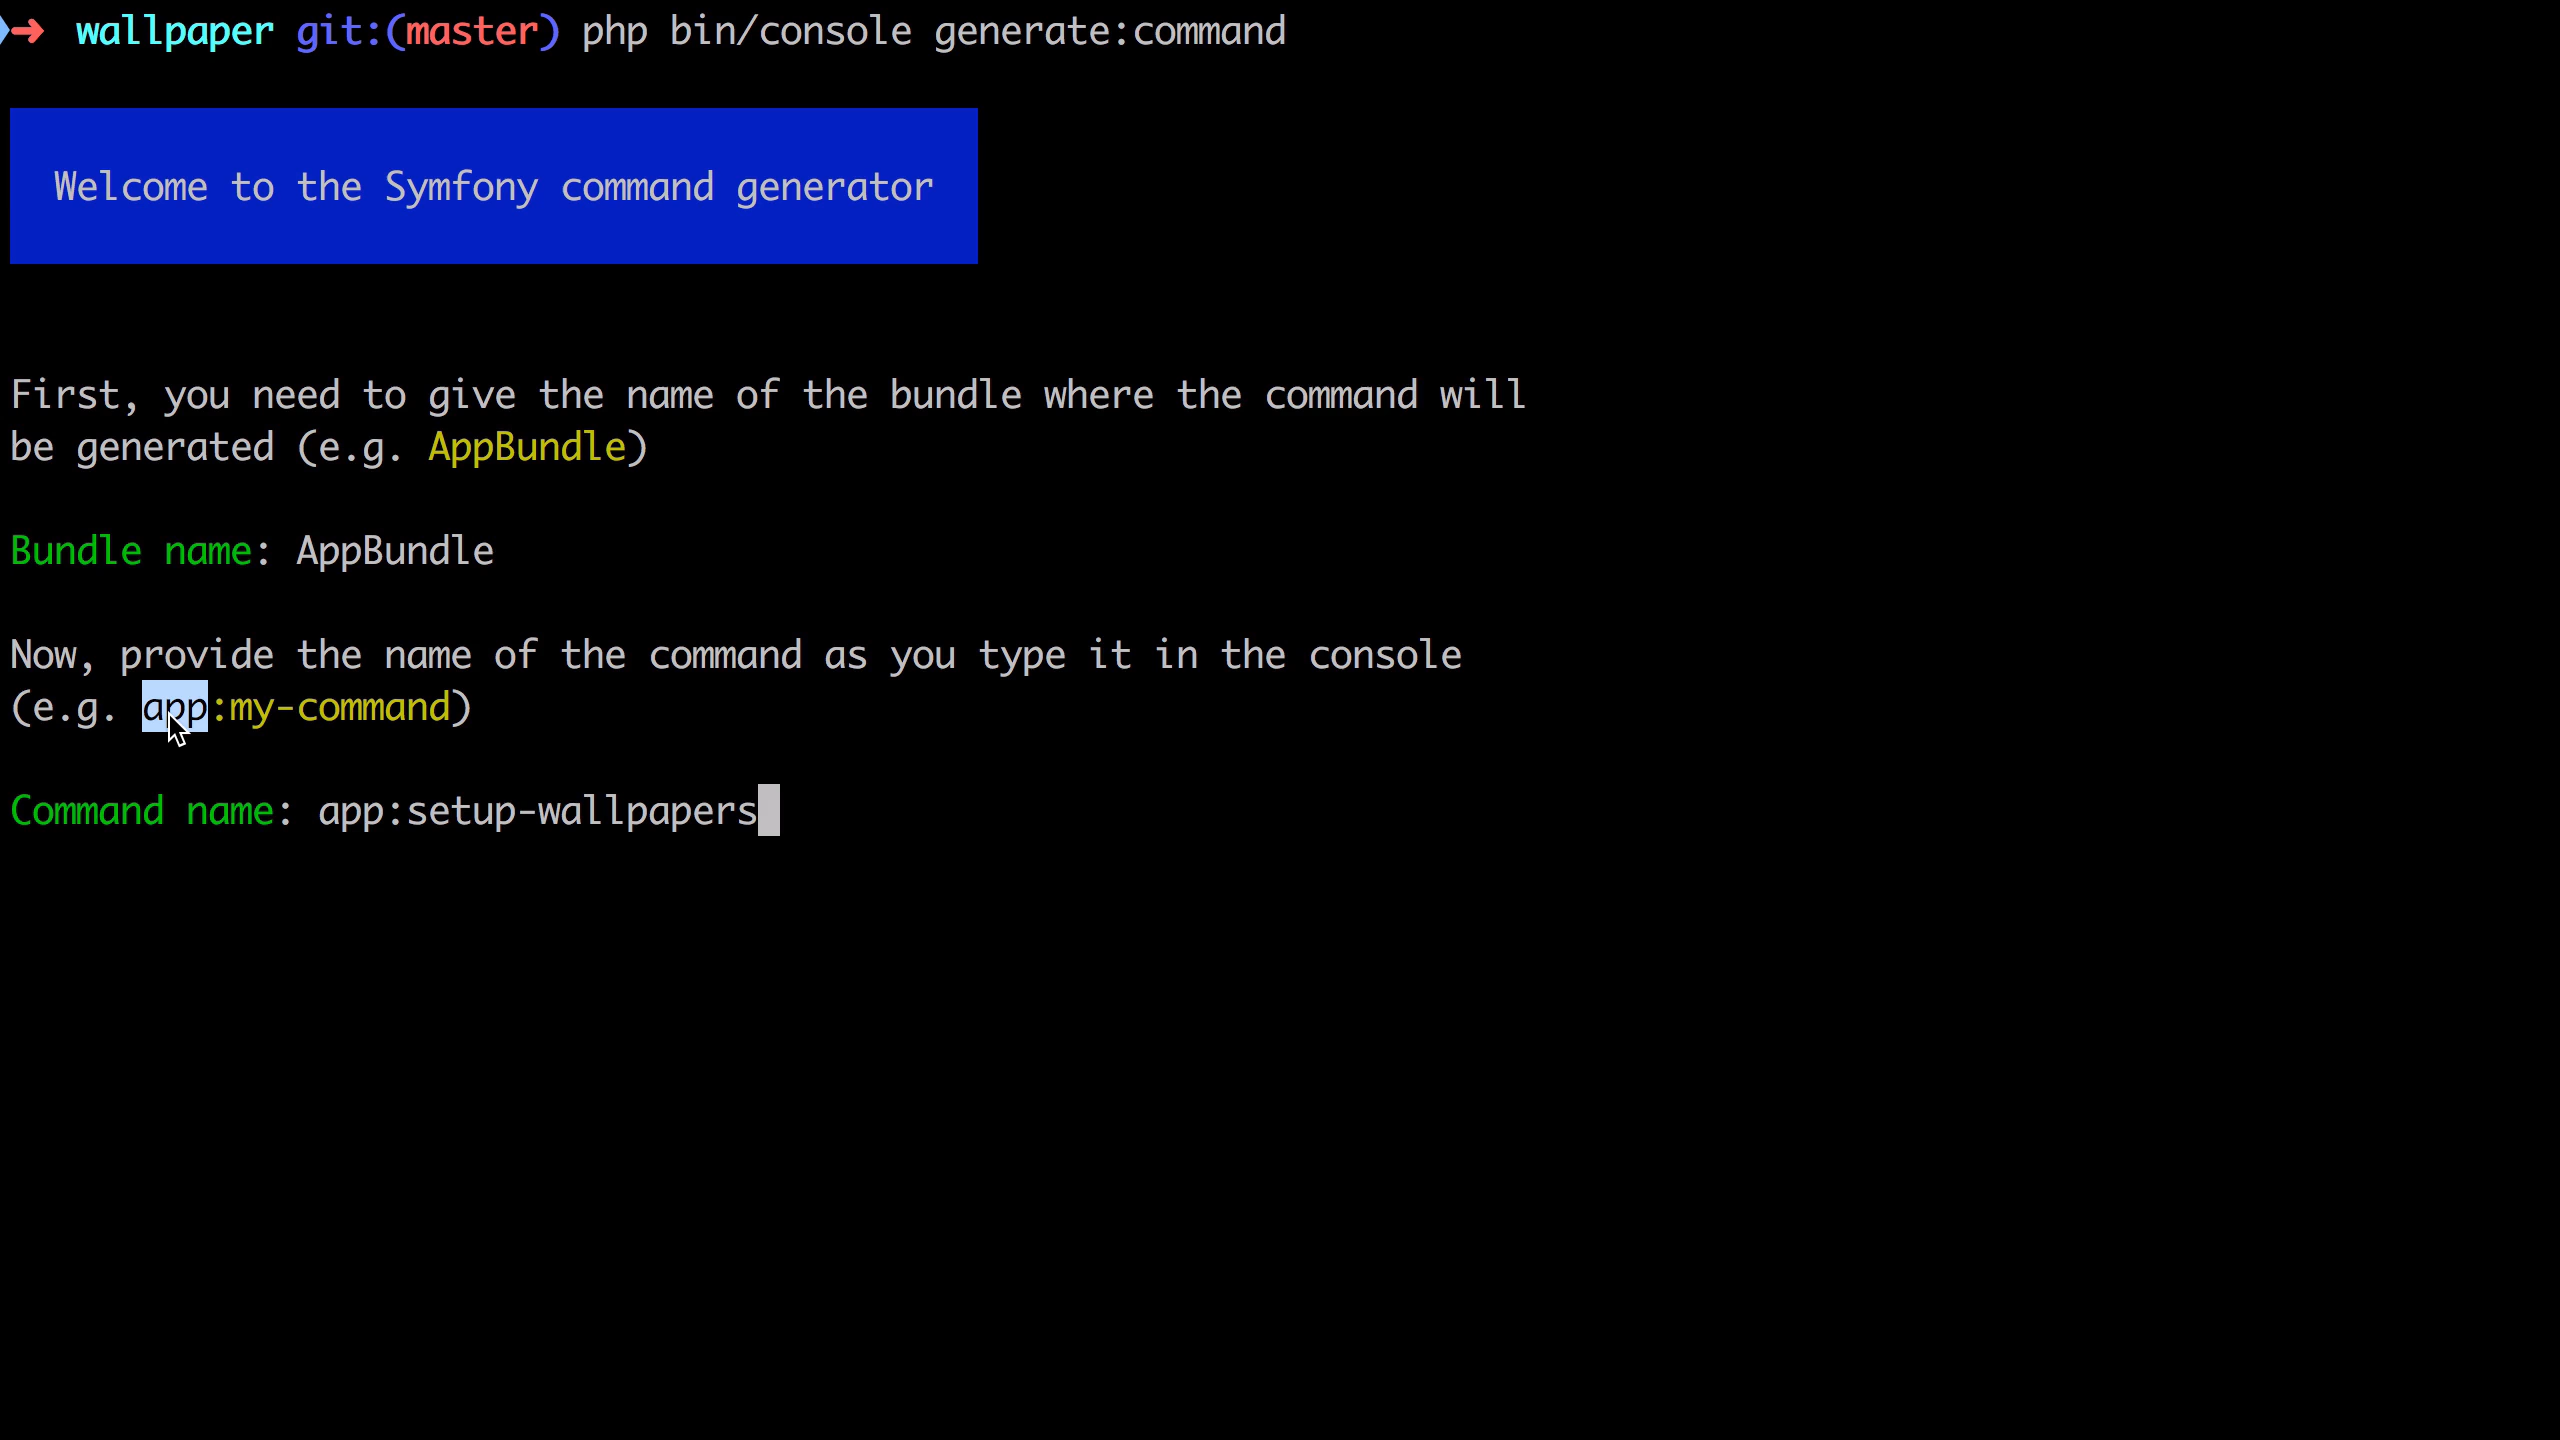 ➜ wallpaper git:(master) php bin/console generate:command
Welcome to the Symfony command generator
First, you need to give the name of the bundle where the command will
be generated (e.g. AppBundle)
Bundle name: AppBundle
Now, provide the name of the command as you type it in the console
(e.g. app:my-command)
Command name: app:setup-wallpapers